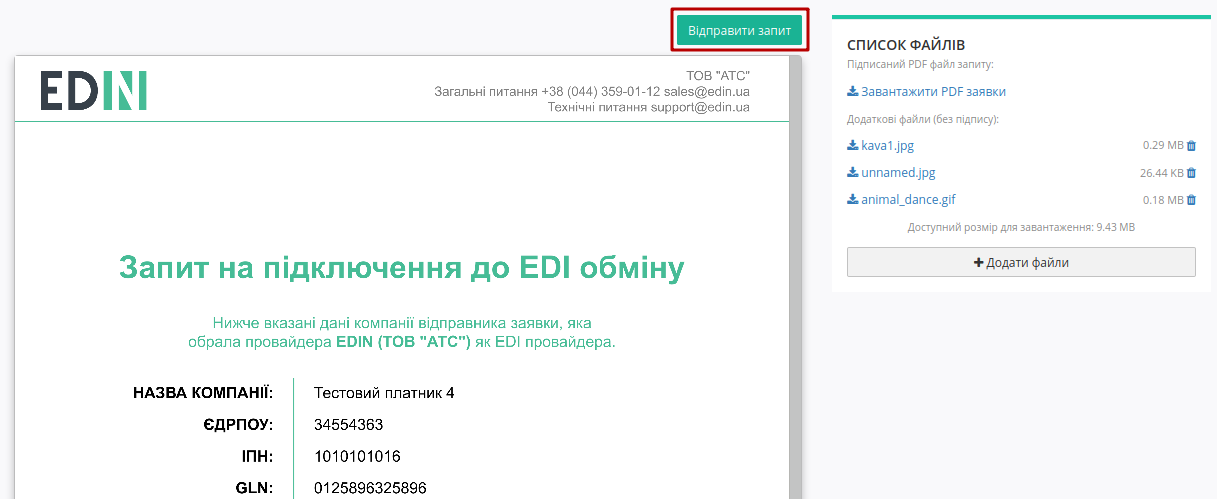 Відправити запит
EDIN
ТОВ "АТС"
Загальні питання +38 (044) 359-01-12 sales@edin.ua
Технічні питання support@edin.ua
Запит на підключення до EDI обміну
Нижче вказані дані компанії відправника заявки, яка
обрала провайдера EDIN (ТОВ "АТС") як EDI провайдера.
НАЗВА КОМПАНІЇ: Тестовий платник 4
ЄДРПОУ: 34554363
ІПН: 1010101016
GLN: 0125896325896
СПИСОК ФАЙЛІВ
Підписаний PDF файл запиту:
Завантажити PDF заявки
Додаткові файли (без підпису):
kava1.jpg 0.29 MB
unnamed.jpg 26.44 KB
animal_dance.gif 0.18 MB
Доступний розмір для завантаження: 9.43 MB
Додати файли